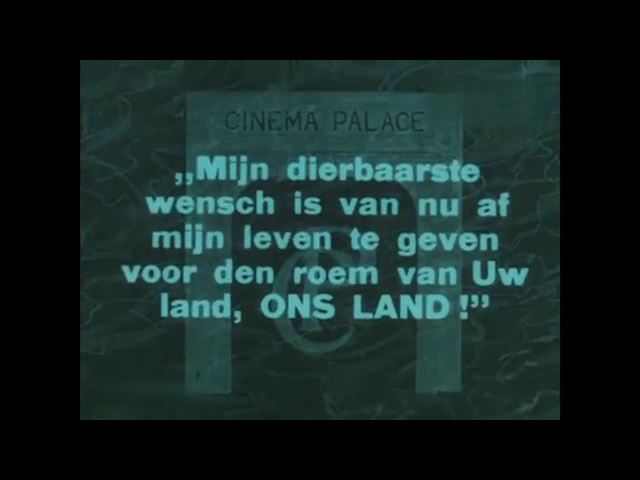 CINEMA PALACE
„Mijn dierbaarste
wensch is van nu af
mijn leven te geven
voor den roem van Uw
land, ONS LAND!”
CP